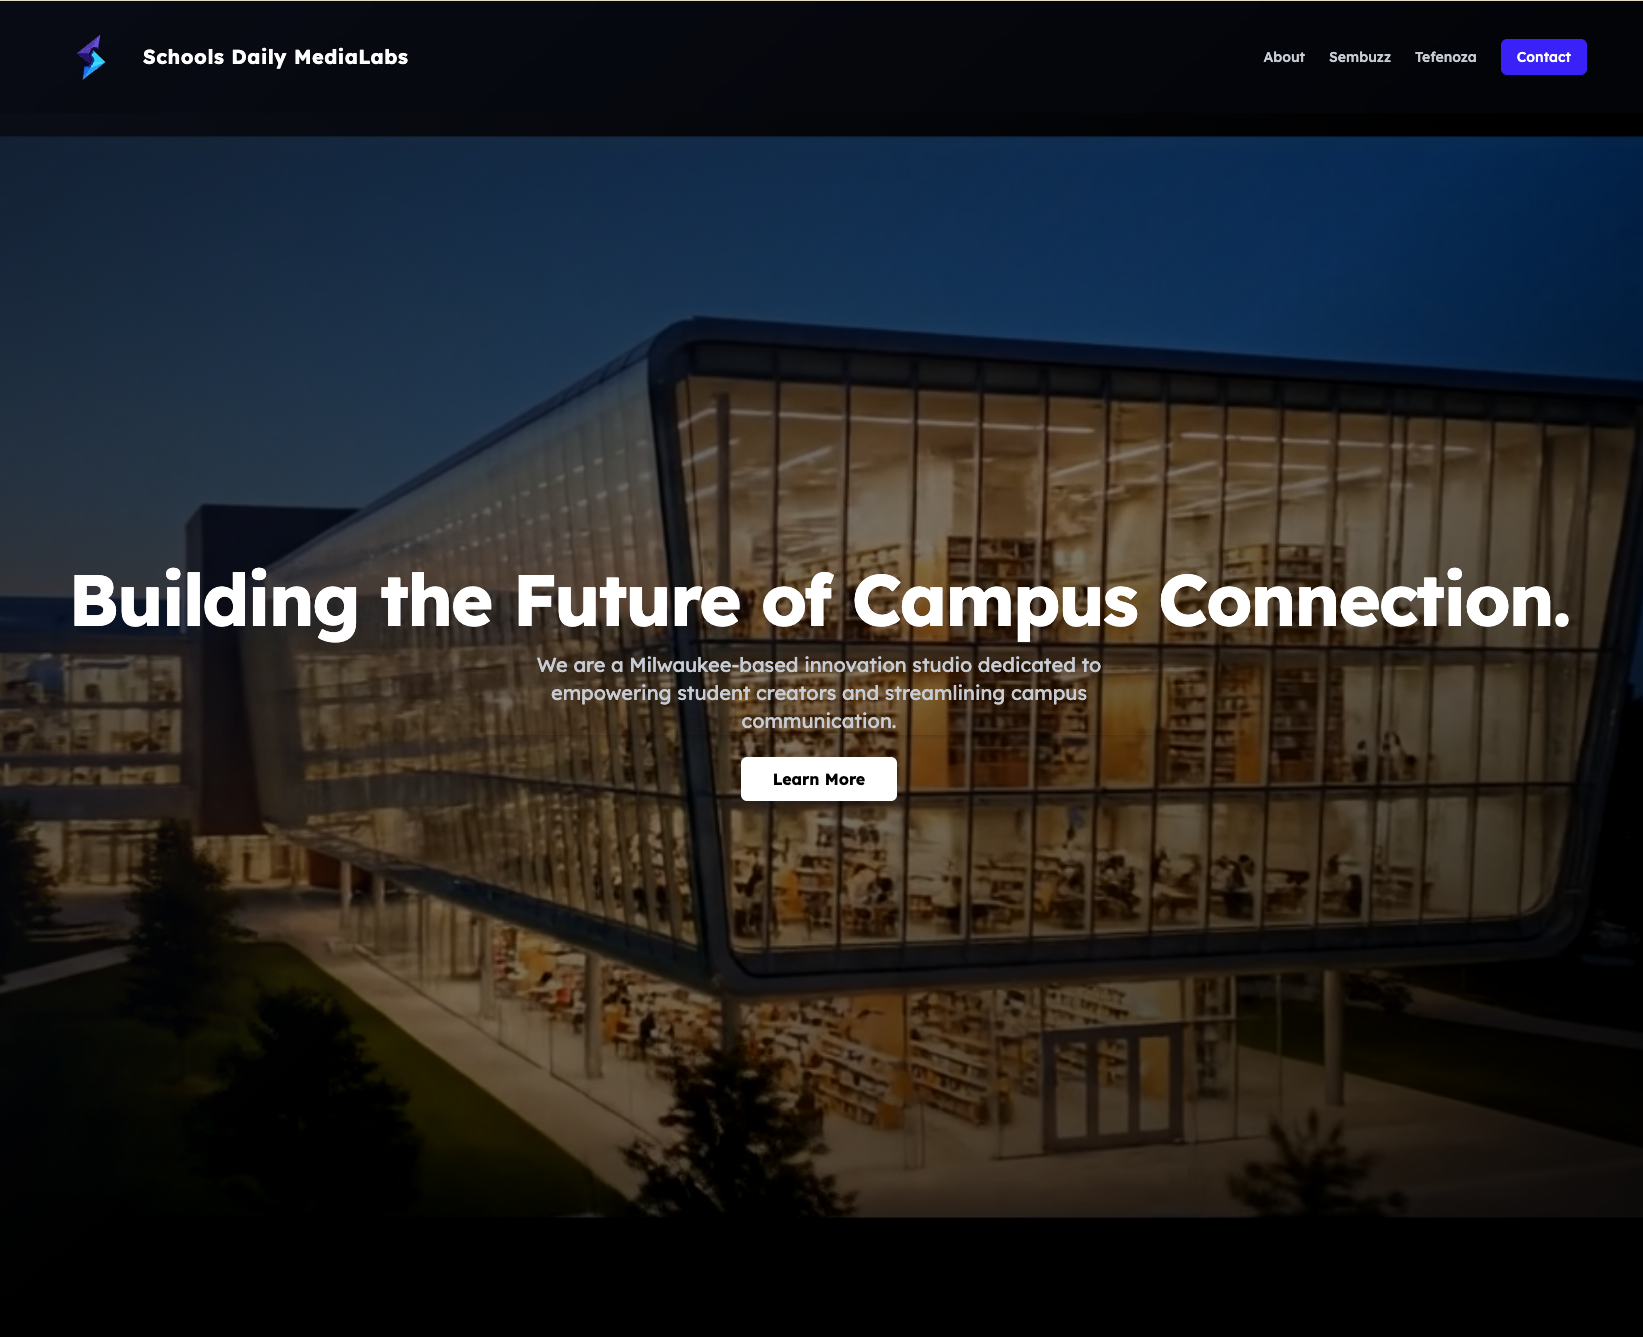 Schools Daily MediaLabs
About Sembuzz Tefenoza Contact
Building the Future of Campus Connection.
We are a Milwaukee-based innovation studio dedicated to
empowering student creators and streamlining campus
communication.
Learn More